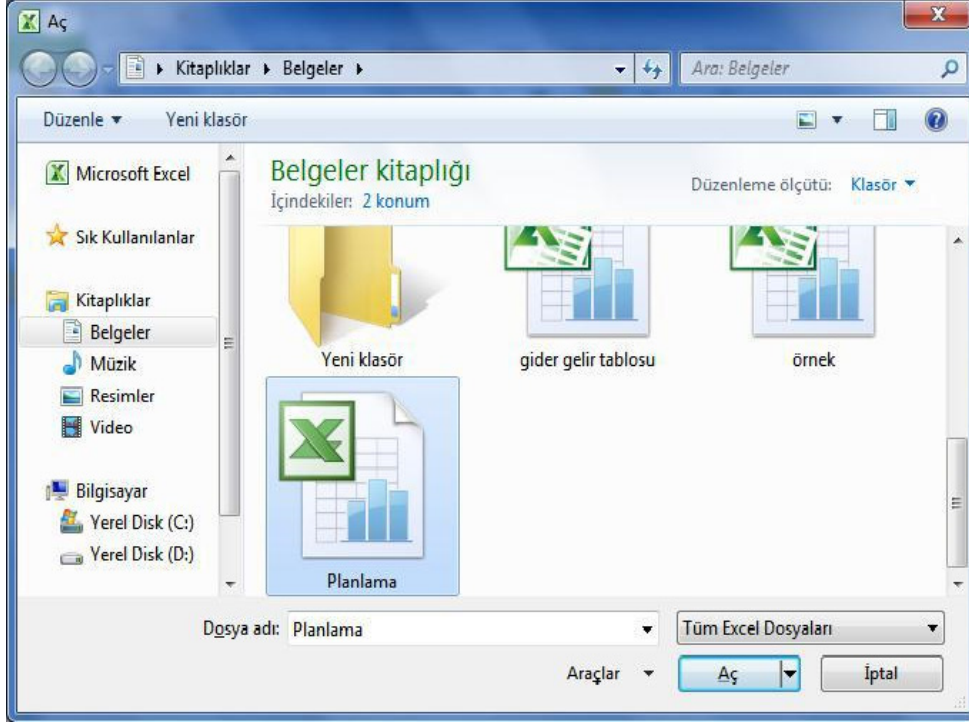 Aç
Kitaplıklar Belgeler
Ara: Belgeler
Düzenle Yeni klasör
Microsoft Excel
Sık Kullanılanlar
Kitaplıklar
Belgeler
Müzik
Resimler
Video
Bilgisayar
Yerel Disk (C:)
Yerel Disk (D:)
Belgeler kitaplığı
İçindekiler: 2 konum
Düzenleme ölçütü: Klasör
Yeni klasör
gider gelir tablosu
örnek
Planlama
Dosya adı: Planlama
Tüm Excel Dosyaları
Araçlar Aç İptal